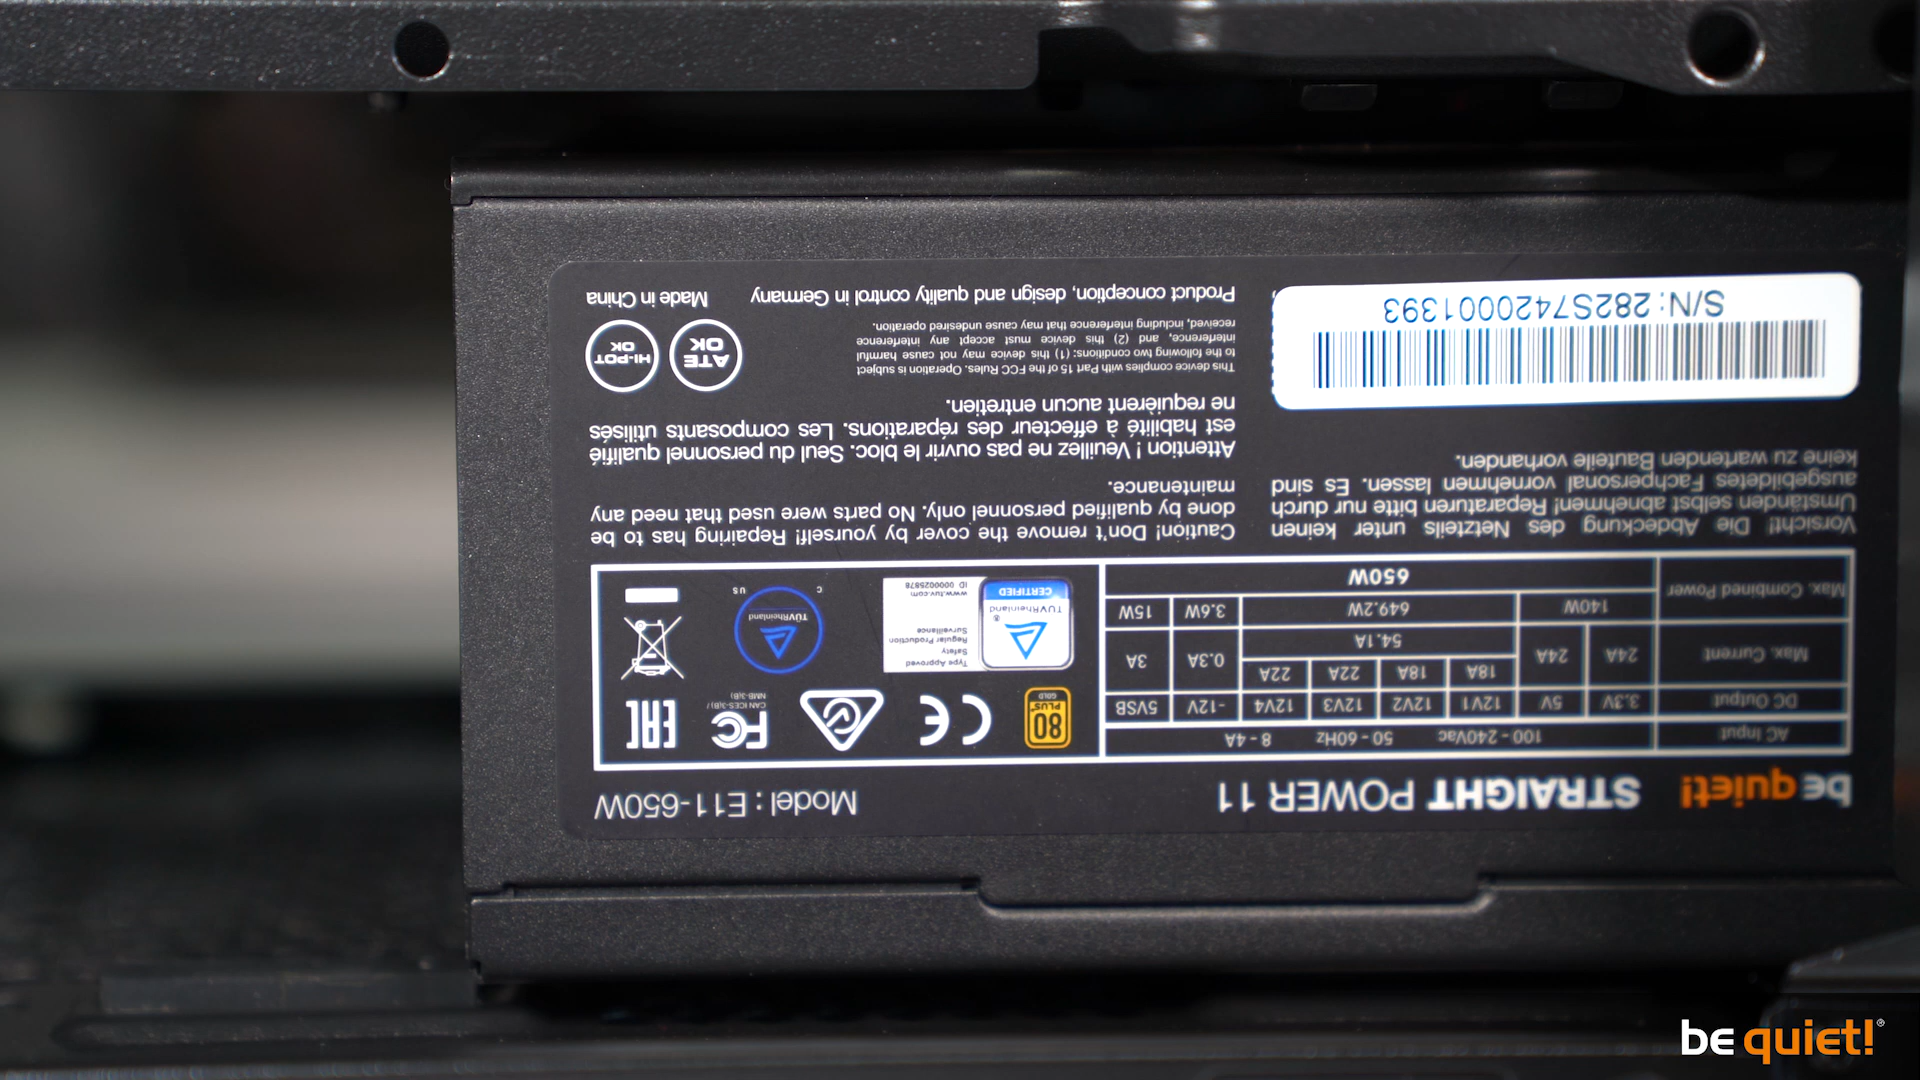 be quiet! STRAIGHT POWER 11 Model : E11-650W
AC Input 100 - 240Vac 50 - 60Hz 8 - 4A
DC Output 3.3V 5V 12V1 12V2 12V3 12V4 -12V 5VSB
Max. Current 24A 24A 18A 18A 22A 22A 0.3A 3A
54.1A
140W 649.2W 3.6W 15W
Max. Combined Power 650W
80
PLUS
GOLD
CE
FC
CAN ICES-3(B) /
NMB-3(B)
EAC
TÜVRheinland
CERTIFIED
Type Approved
Safety
Regular Production
Surveillance
www.tuv.com
ID 0000025878
TÜVRheinland
C US
Vorsicht! Die Abdeckung des Netzteils unter keinen
Umständen selbst abnehmen! Reparaturen bitte nur durch
ausgebildetes Fachpersonal vornehmen lassen. Es sind
keine zu wartenden Bauteile vorhanden.
Caution! Don't remove the cover by yourself! Repairing has to be
done by qualified personnel only. No parts were used that need any
maintenance.
Attention ! Veuillez ne pas ouvrir le bloc. Seul du personnel qualifié
est habilité à effecteur des réparations. Les composants utilisés
ne requièrent aucun entretien.
This device complies with Part 15 of the FCC Rules. Operation is subject
to the following two conditions: (1) this device may not cause harmful
interference, and (2) this device must accept any interference
received, including interference that may cause undesired operation.
ATE
OK
HI-POT
OK
Product conception, design and quality control in Germany Made in China
S/N: 282S7420001393
be quiet!®